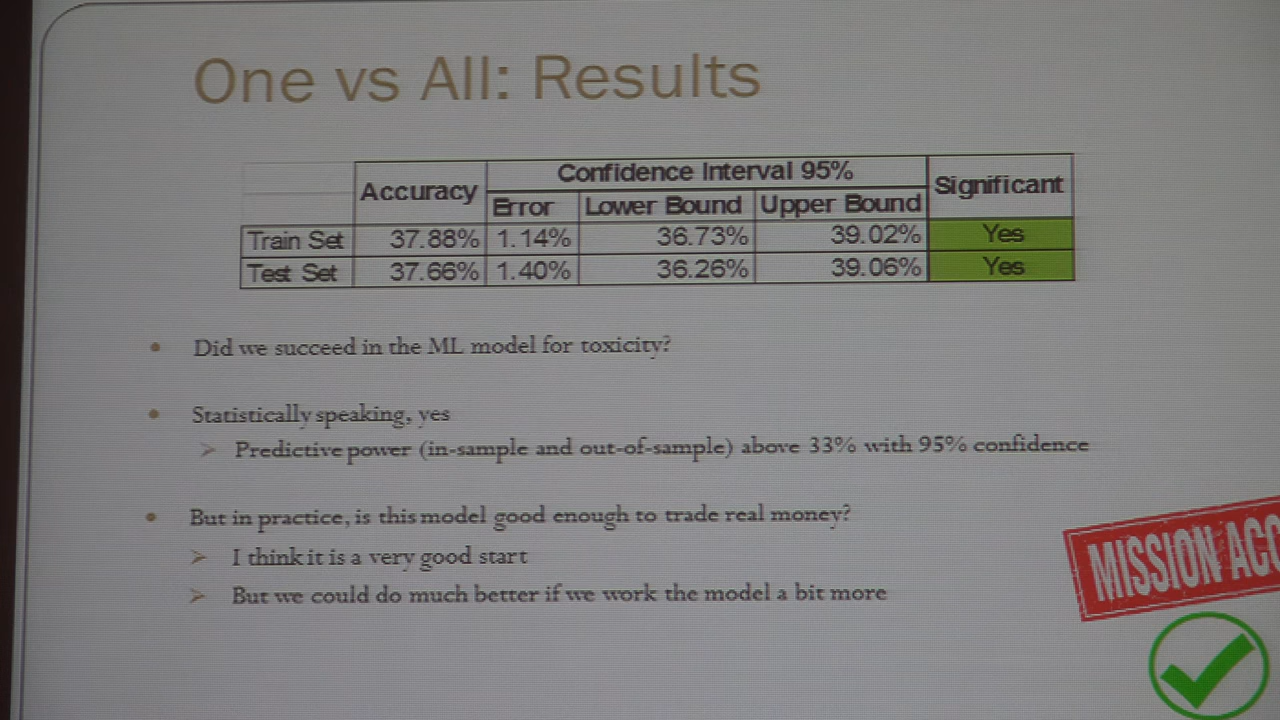 One vs All: Results
Accuracy Confidence Interval 95% Significant
Error Lower Bound Upper Bound
Train Set 37.88% 1.14% 36.73% 39.02% Yes
Test Set 37.66% 1.40% 36.26% 39.06% Yes
Did we succeed in the ML model for toxicity?
Statistically speaking, yes
Predictive power (in-sample and out-of-sample) above 33% with 95% confidence
But in practice, is this model good enough to trade real money?
I think it is a very good start
But we could do much better if we work the model a bit more
MISSION ACC